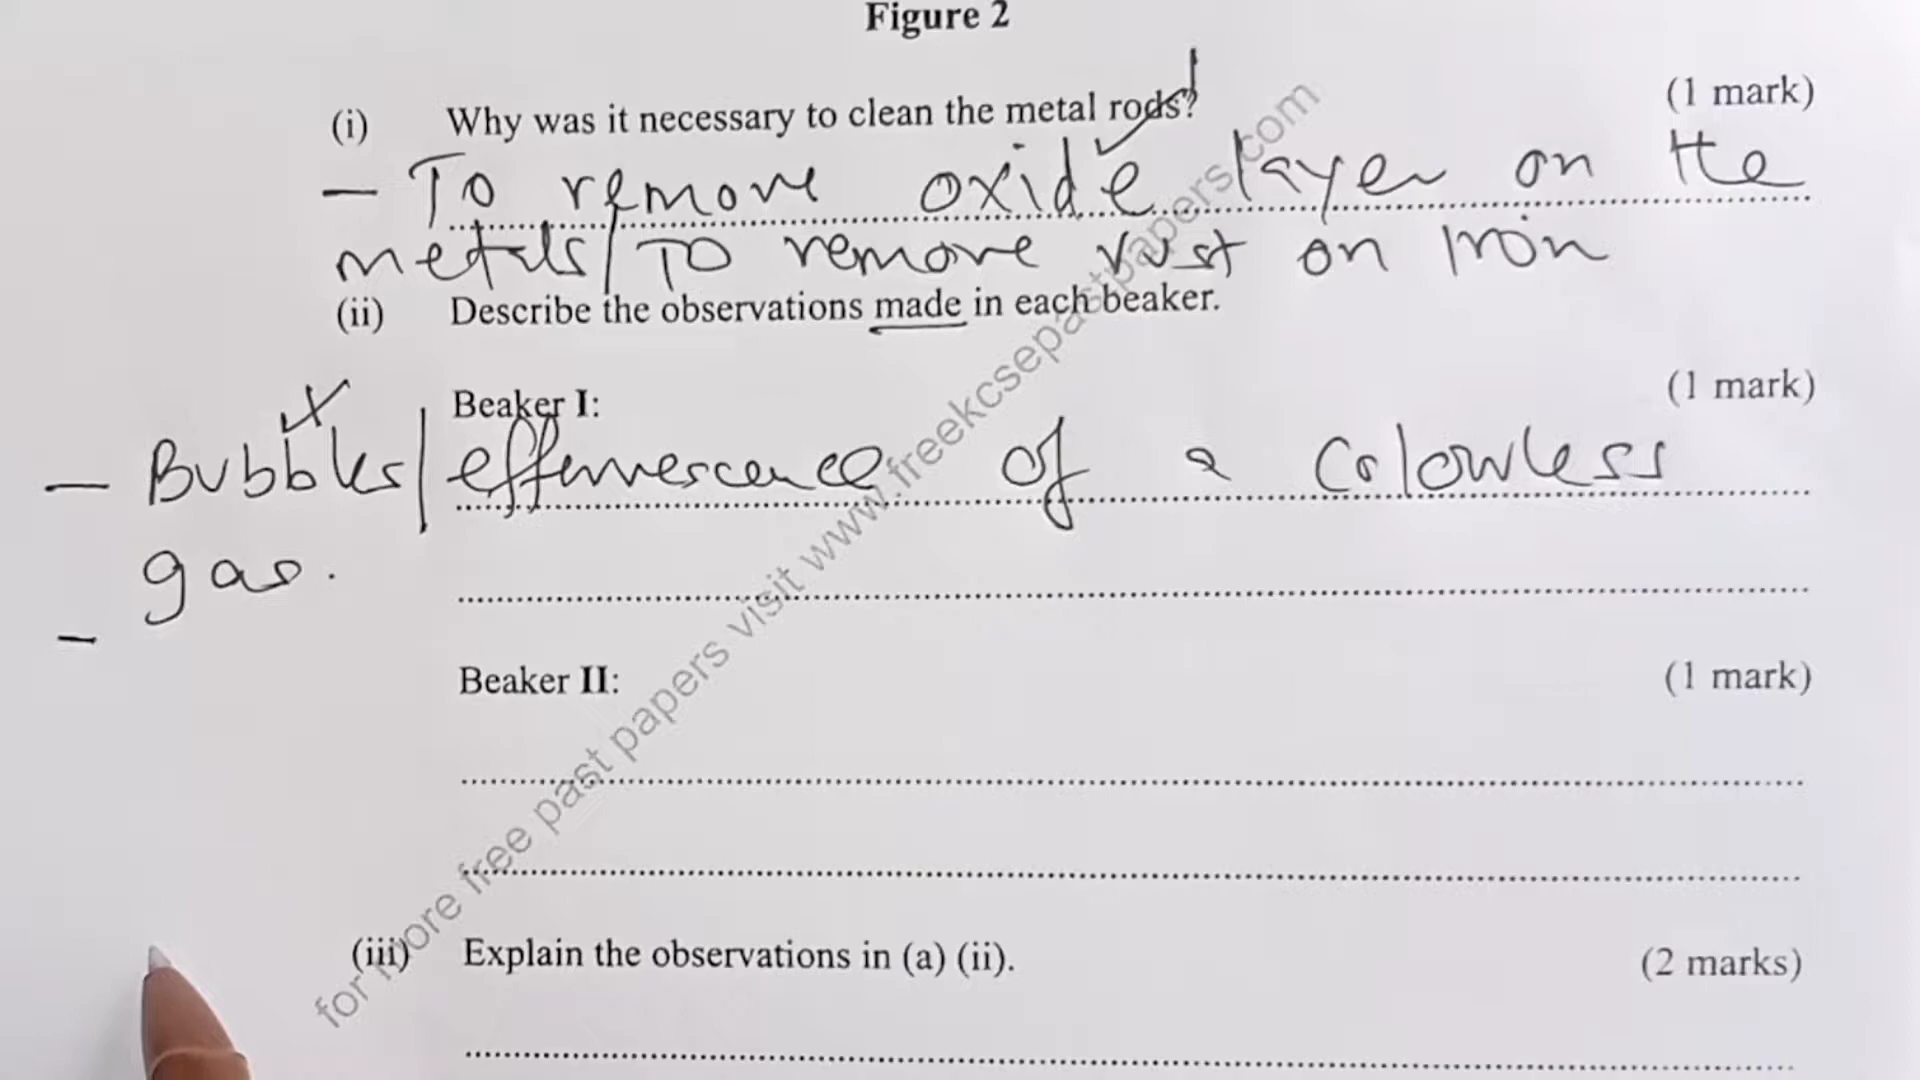 Figure 2
(i) Why was it necessary to clean the metal rods? (1 mark)
— To remove oxide layer on the
metals/To remove rust on Iron
(ii) Describe the observations made in each beaker.
Beaker I: (1 mark)
— Bubbles/effervescence of a colourless
gas.
—
Beaker II: (1 mark)
(iii) Explain the observations in (a) (ii). (2 marks)
for more free past papers visit www.freekcsepastpapers.com